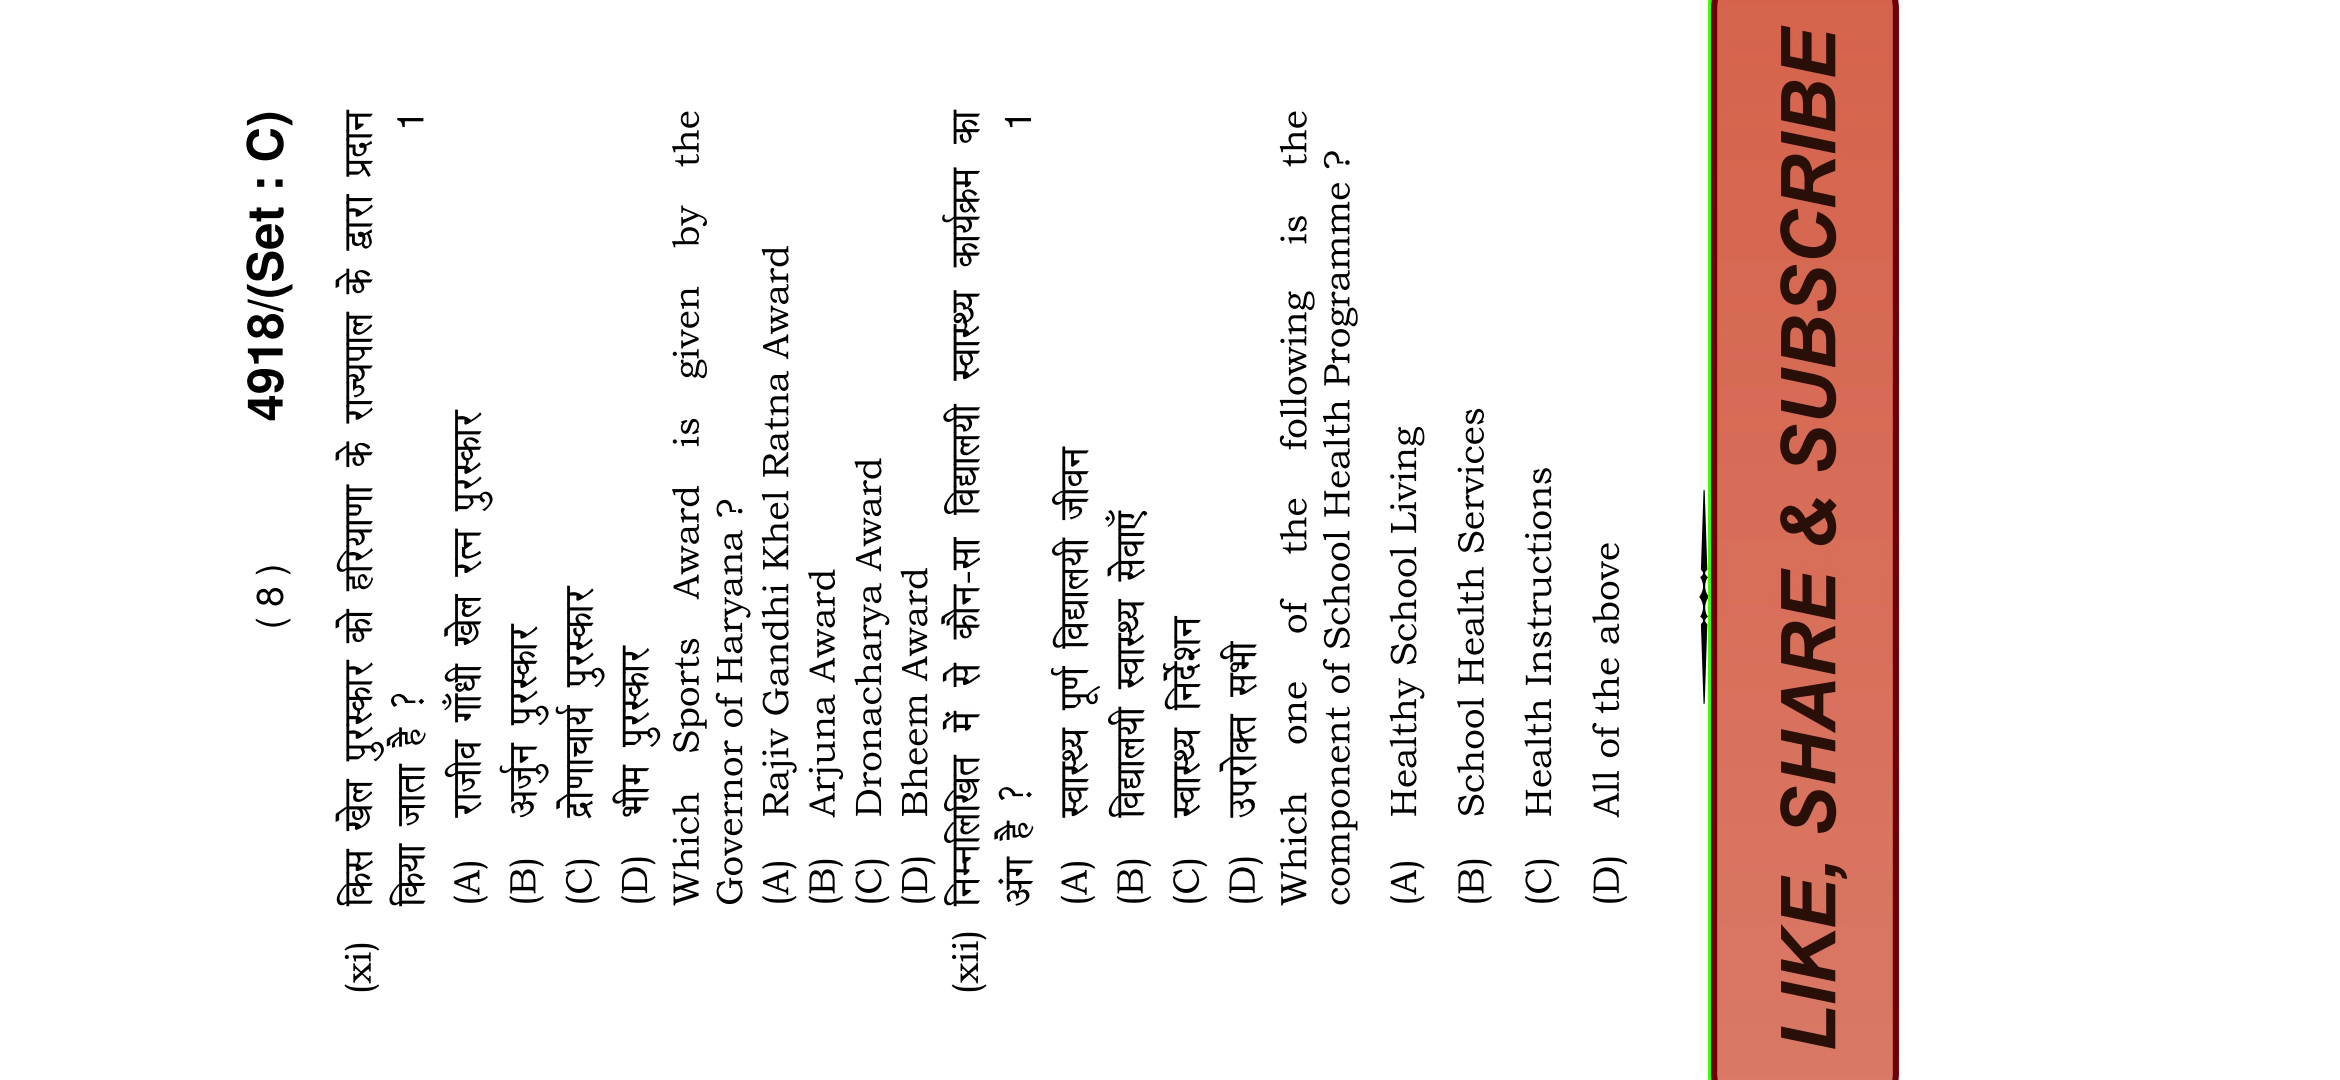 ( 8 ) 4918/(Set : C)
(xi) किस खेल पुरस्कार को हरियाणा के राज्यपाल के द्वारा प्रदान
किया जाता है ? 1
(A) राजीव गाँधी खेल रत्न पुरस्कार
(B) अर्जुन पुरस्कार
(C) द्रोणाचार्य पुरस्कार
(D) भीम पुरस्कार
Which Sports Award is given by the
Governor of Haryana ?
(A) Rajiv Gandhi Khel Ratna Award
(B) Arjuna Award
(C) Dronacharya Award
(D) Bheem Award
(xii) निम्नलिखित में से कौन-सा विद्यालयी स्वास्थ्य कार्यक्रम का
अंग है ? 1
(A) स्वास्थ्य पूर्ण विद्यालयी जीवन
(B) विद्यालयी स्वास्थ्य सेवाएँ
(C) स्वास्थ्य निर्देशन
(D) उपरोक्त सभी
Which one of the following is the
component of School Health Programme ?
(A) Healthy School Living
(B) School Health Services
(C) Health Instructions
(D) All of the above
LIKE, SHARE & SUBSCRIBE